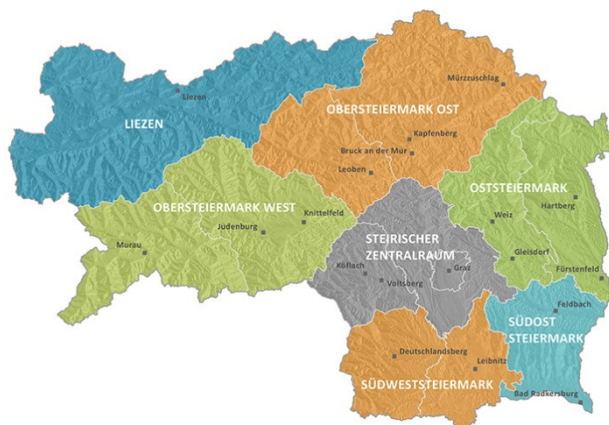 Mürzzuschlag
Liezen
OBERSTEIERMARK OST
LIEZEN
Kapfenberg
Bruck an der Mur
Leoben
OSTSTEIERMARK
Hartberg
OBERSTEIERMARK WEST
Knittelfeld
Weiz
Judenburg
STEIRISCHER
ZENTRALRAUM
Murau
Gleisdorf
Köflach
Graz
Voitsberg
Fürstenfeld
Feldbach
SÜDOST
STEIERMARK
Deutschlandsberg
Leibnitz
SÜDWESTSTEIERMARK
Bad Radkersburg